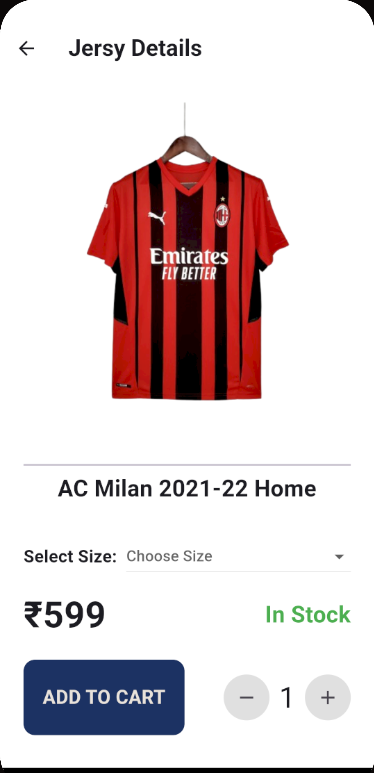 Jersy Details
Emirates
FLY BETTER
AC Milan 2021-22 Home
Select Size: Choose Size
₹599 In Stock
ADD TO CART − 1 +